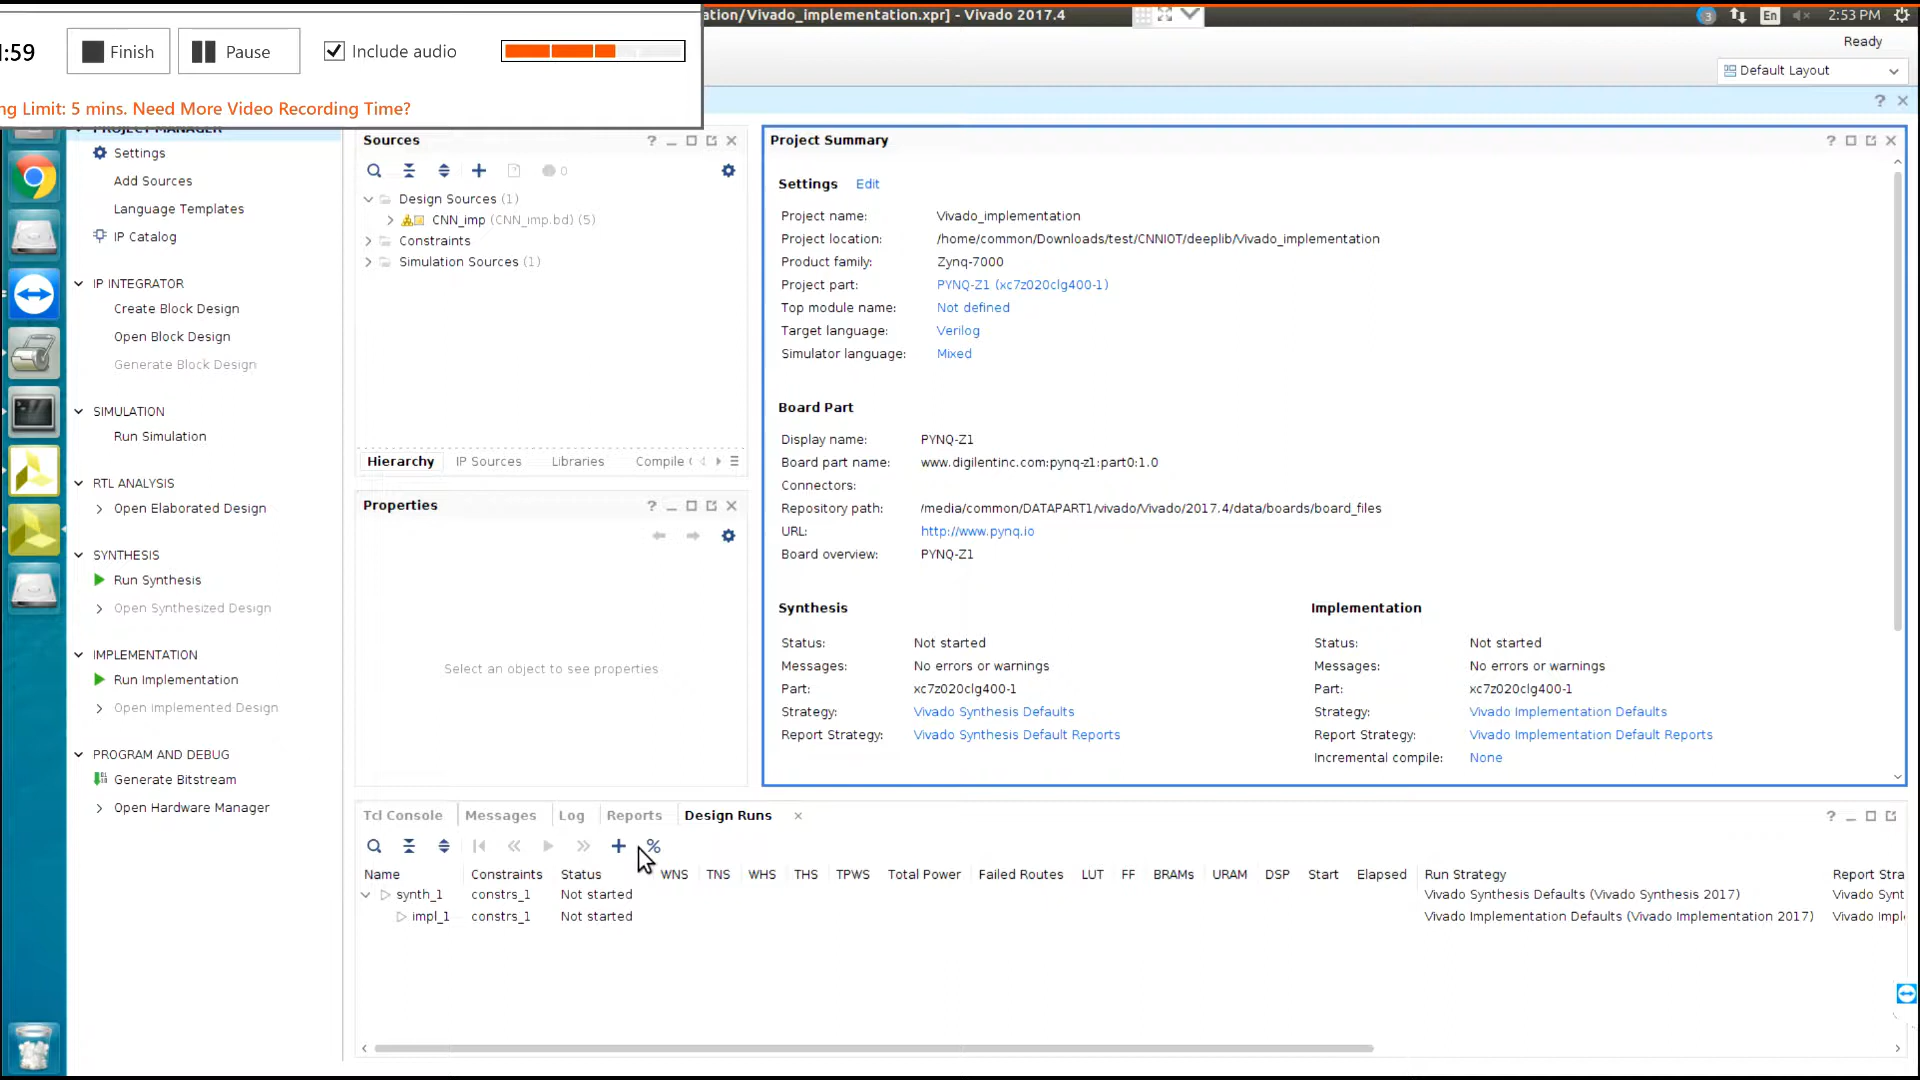 ation/Vivado_implementation.xpr] - Vivado 2017.4
3
En
2:53 PM
:59
Finish
Pause
Include audio
ng Limit: 5 mins. Need More Video Recording Time?
Ready
Default Layout
PROJECT MANAGER
Settings
Add Sources
Language Templates
IP Catalog
IP INTEGRATOR
Create Block Design
Open Block Design
Generate Block Design
SIMULATION
Run Simulation
RTL ANALYSIS
Open Elaborated Design
SYNTHESIS
Run Synthesis
Open Synthesized Design
IMPLEMENTATION
Run Implementation
Open Implemented Design
PROGRAM AND DEBUG
Generate Bitstream
Open Hardware Manager
Sources
0
Design Sources (1)
CNN_imp (CNN_imp.bd) (5)
Constraints
Simulation Sources (1)
Hierarchy IP Sources Libraries Compile
Properties
Select an object to see properties
Project Summary
Settings Edit
Project name: Vivado_implementation
Project location: /home/common/Downloads/test/CNNIOT/deeplib/Vivado_implementation
Product family: Zynq-7000
Project part: PYNQ-Z1 (xc7z020clg400-1)
Top module name: Not defined
Target language: Verilog
Simulator language: Mixed
Board Part
Display name: PYNQ-Z1
Board part name: www.digilentinc.com:pynq-z1:part0:1.0
Connectors:
Repository path: /media/common/DATAPART1/vivado/Vivado/2017.4/data/boards/board_files
URL: http://www.pynq.io
Board overview: PYNQ-Z1
Synthesis
Status: Not started
Messages: No errors or warnings
Part: xc7z020clg400-1
Strategy: Vivado Synthesis Defaults
Report Strategy: Vivado Synthesis Default Reports
Implementation
Status: Not started
Messages: No errors or warnings
Part: xc7z020clg400-1
Strategy: Vivado Implementation Defaults
Report Strategy: Vivado Implementation Default Reports
Incremental compile: None
Tcl Console Messages Log Reports Design Runs
Name Constraints Status WNS TNS WHS THS TPWS Total Power Failed Routes LUT FF BRAMs URAM DSP Start Elapsed Run Strategy Report Stra
synth_1 constrs_1 Not started Vivado Synthesis Defaults (Vivado Synthesis 2017) Vivado Synt
impl_1 constrs_1 Not started Vivado Implementation Defaults (Vivado Implementation 2017) Vivado Impl